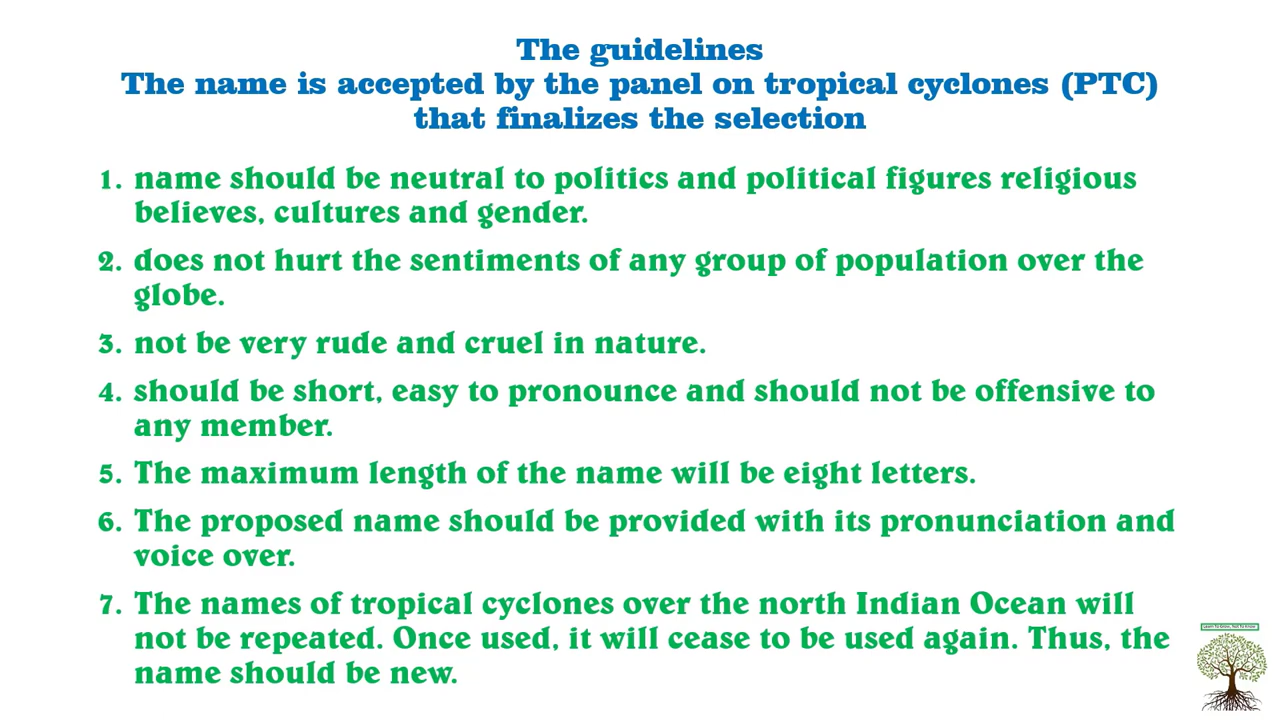 The guidelines
The name is accepted by the panel on tropical cyclones (PTC)
that finalizes the selection
1. name should be neutral to politics and political figures religious
believes, cultures and gender.
2. does not hurt the sentiments of any group of population over the
globe.
3. not be very rude and cruel in nature.
4. should be short, easy to pronounce and should not be offensive to
any member.
5. The maximum length of the name will be eight letters.
6. The proposed name should be provided with its pronunciation and
voice over.
7. The names of tropical cyclones over the north Indian Ocean will
not be repeated. Once used, it will cease to be used again. Thus, the
name should be new.
Learn To Grow, Not To Know